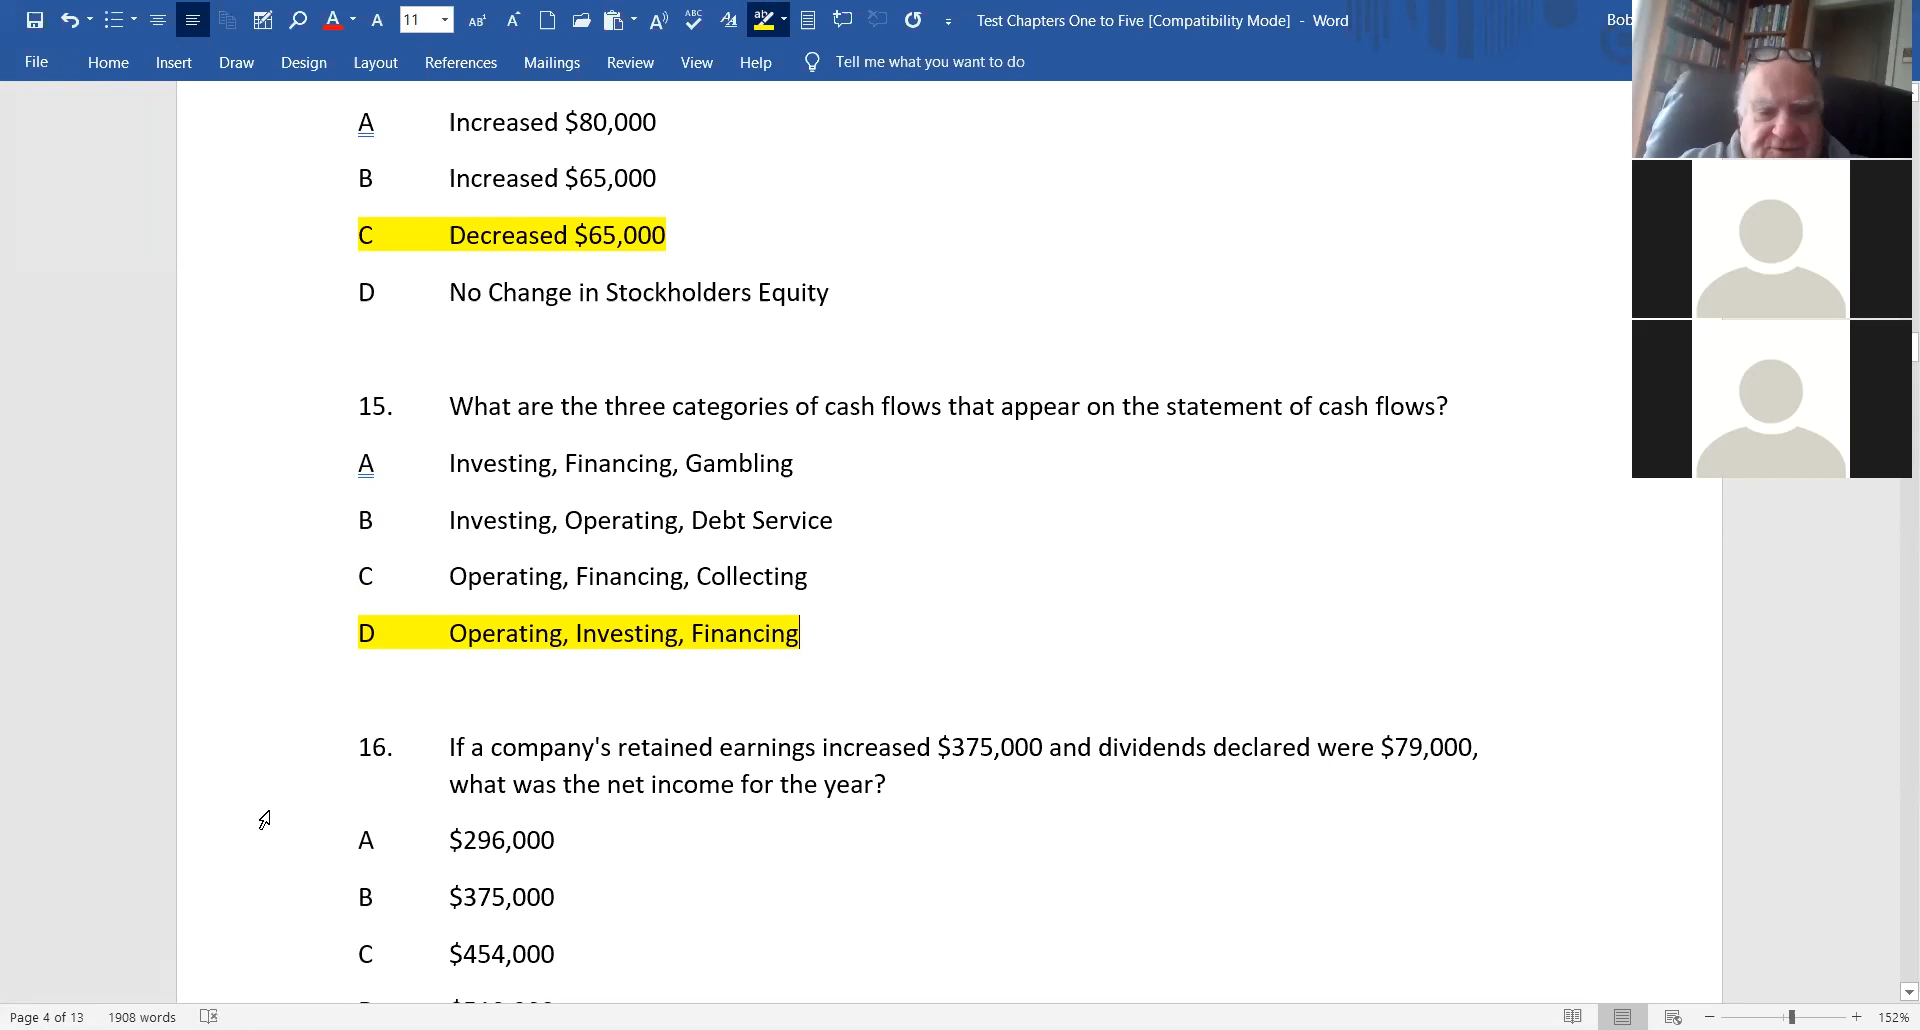 11
Test Chapters One to Five [Compatibility Mode] - Word
Bob
File Home Insert Draw Design Layout References Mailings Review View Help Tell me what you want to do
A Increased $80,000
B Increased $65,000
C Decreased $65,000
D No Change in Stockholders Equity
15. What are the three categories of cash flows that appear on the statement of cash flows?
A Investing, Financing, Gambling
B Investing, Operating, Debt Service
C Operating, Financing, Collecting
D Operating, Investing, Financing
16. If a company's retained earnings increased $375,000 and dividends declared were $79,000,
what was the net income for the year?
A $296,000
B $375,000
C $454,000
Page 4 of 13 1908 words 152%